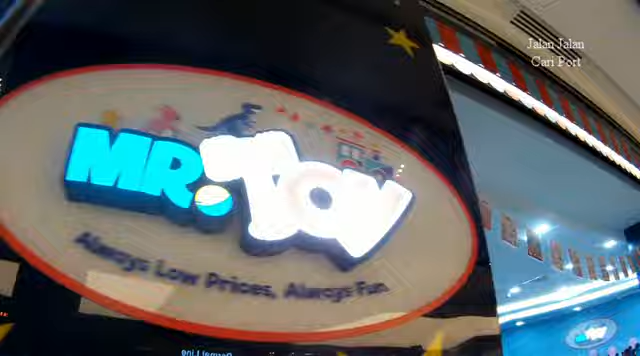 Jalan Jalan
Cari Port
MR. TOY
Always Low Prices, Always Fun